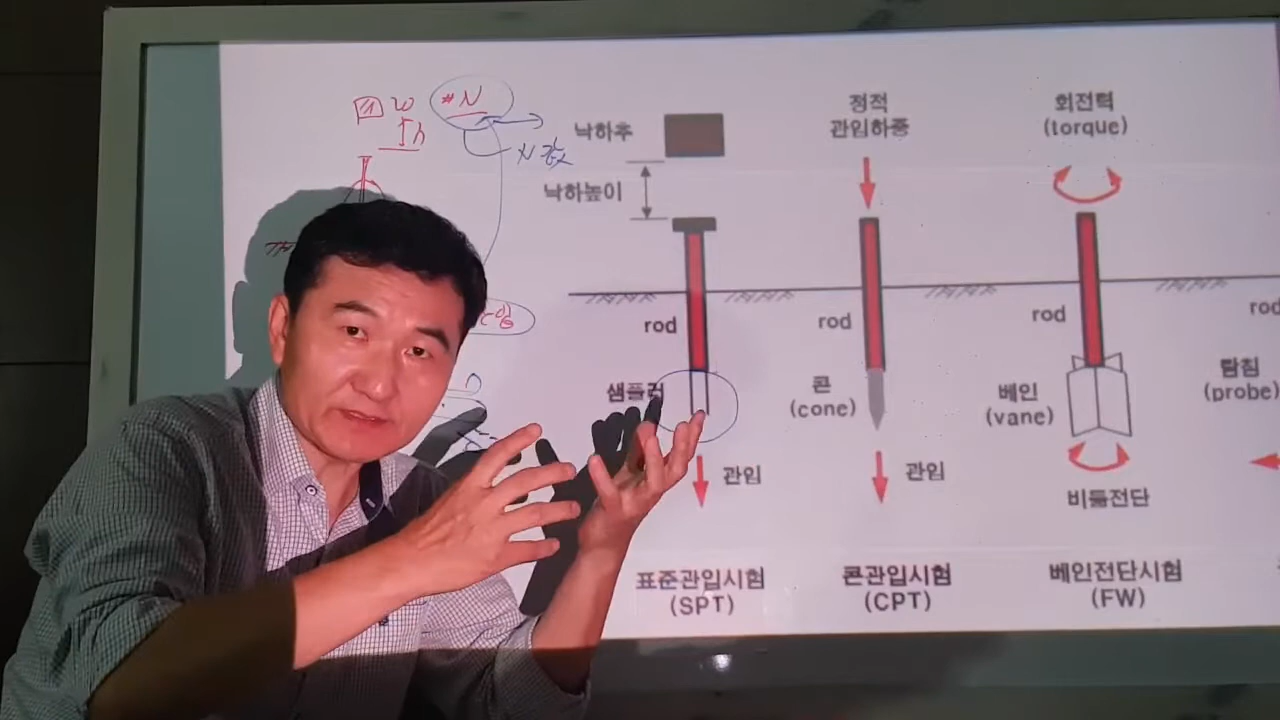 w
h
#N
N 값
낙하추
낙하높이
rod
샘플러
관입
표준관입시험
(SPT)
정적
관입하중
rod
콘
(cone)
관입
콘관입시험
(CPT)
회전력
(torque)
rod
베인
(vane)
비틂전단
베인전단시험
(FW)
rod
탐침
(probe)